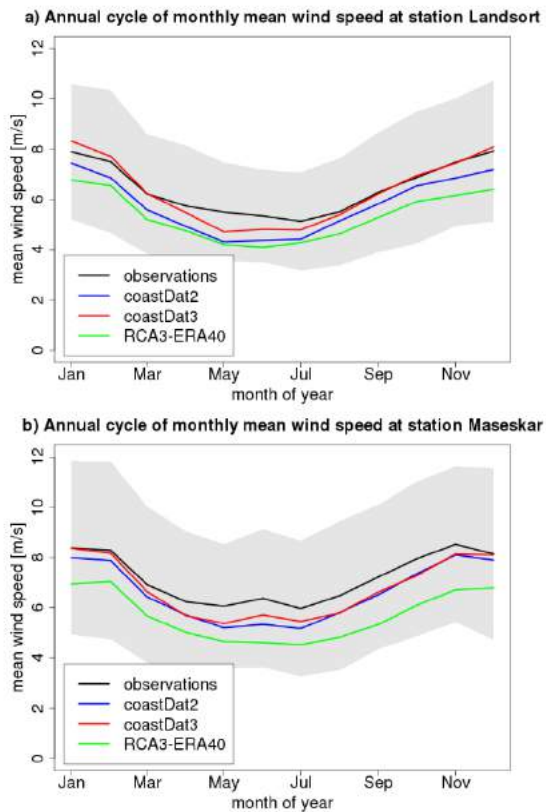 a) Annual cycle of monthly mean wind speed at station Landsort
mean wind speed [m/s]
12
10
8
6
4
2
0
observations
coastDat2
coastDat3
RCA3-ERA40
Jan Mar May Jul Sep Nov
month of year
b) Annual cycle of monthly mean wind speed at station Maseskar
mean wind speed [m/s]
12
10
8
6
4
2
0
observations
coastDat2
coastDat3
RCA3-ERA40
Jan Mar May Jul Sep Nov
month of year